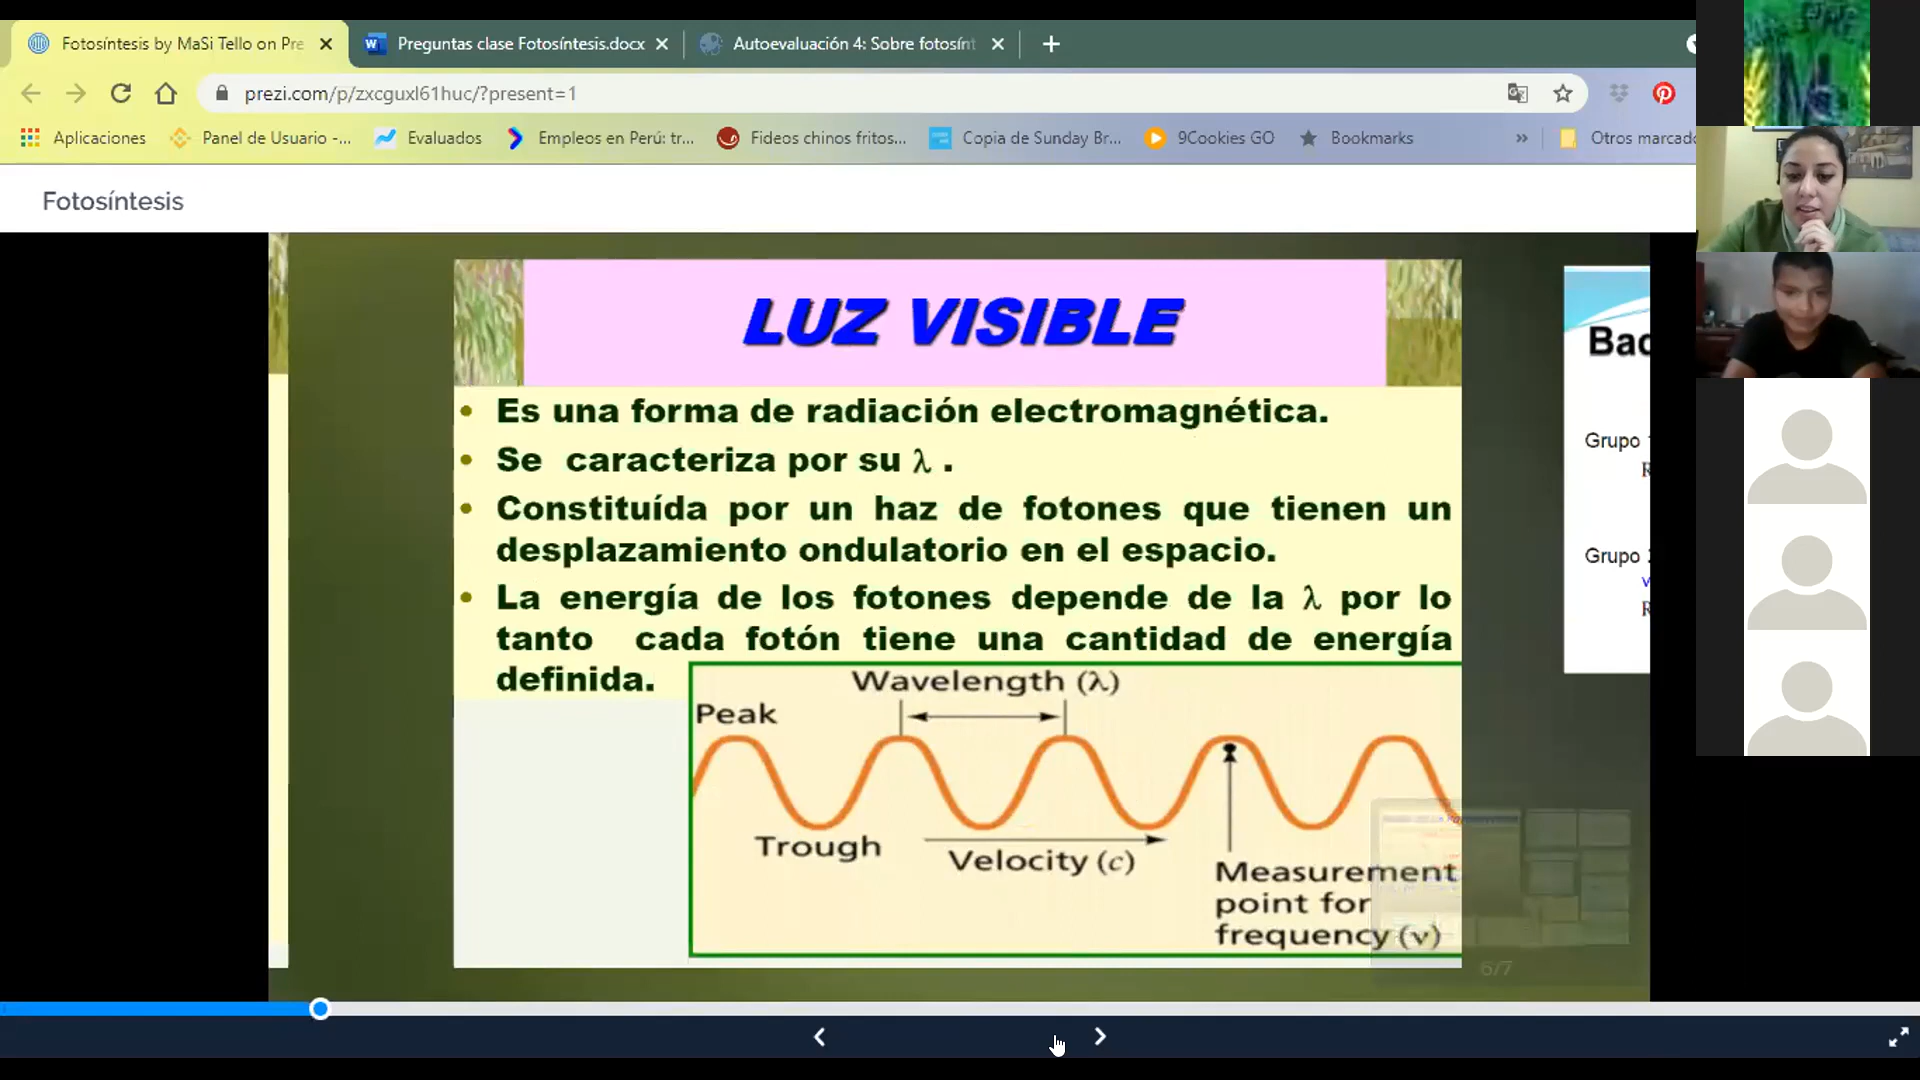 Fotosíntesis by MaSi Tello on Pre
Preguntas clase Fotosíntesis.docx
Autoevaluación 4: Sobre fotosínt
prezi.com/p/zxcguxl61huc/?present=1
Aplicaciones
Panel de Usuario -...
Evaluados
Empleos en Perú: tr...
Fideos chinos fritos...
Copia de Sunday Br...
9Cookies GO
Bookmarks
»
Otros marcado
Fotosíntesis
LUZ VISIBLE
• Es una forma de radiación electromagnética.
• Se caracteriza por su λ .
• Constituída por un haz de fotones que tienen un
desplazamiento ondulatorio en el espacio.
• La energía de los fotones depende de la λ por lo
tanto cada fotón tiene una cantidad de energía
definida.
Wavelength (λ)
Peak
Trough
Velocity (c)
Measurement
point for
frequency (ν)
Bac
Grupo
Grupo
6/7